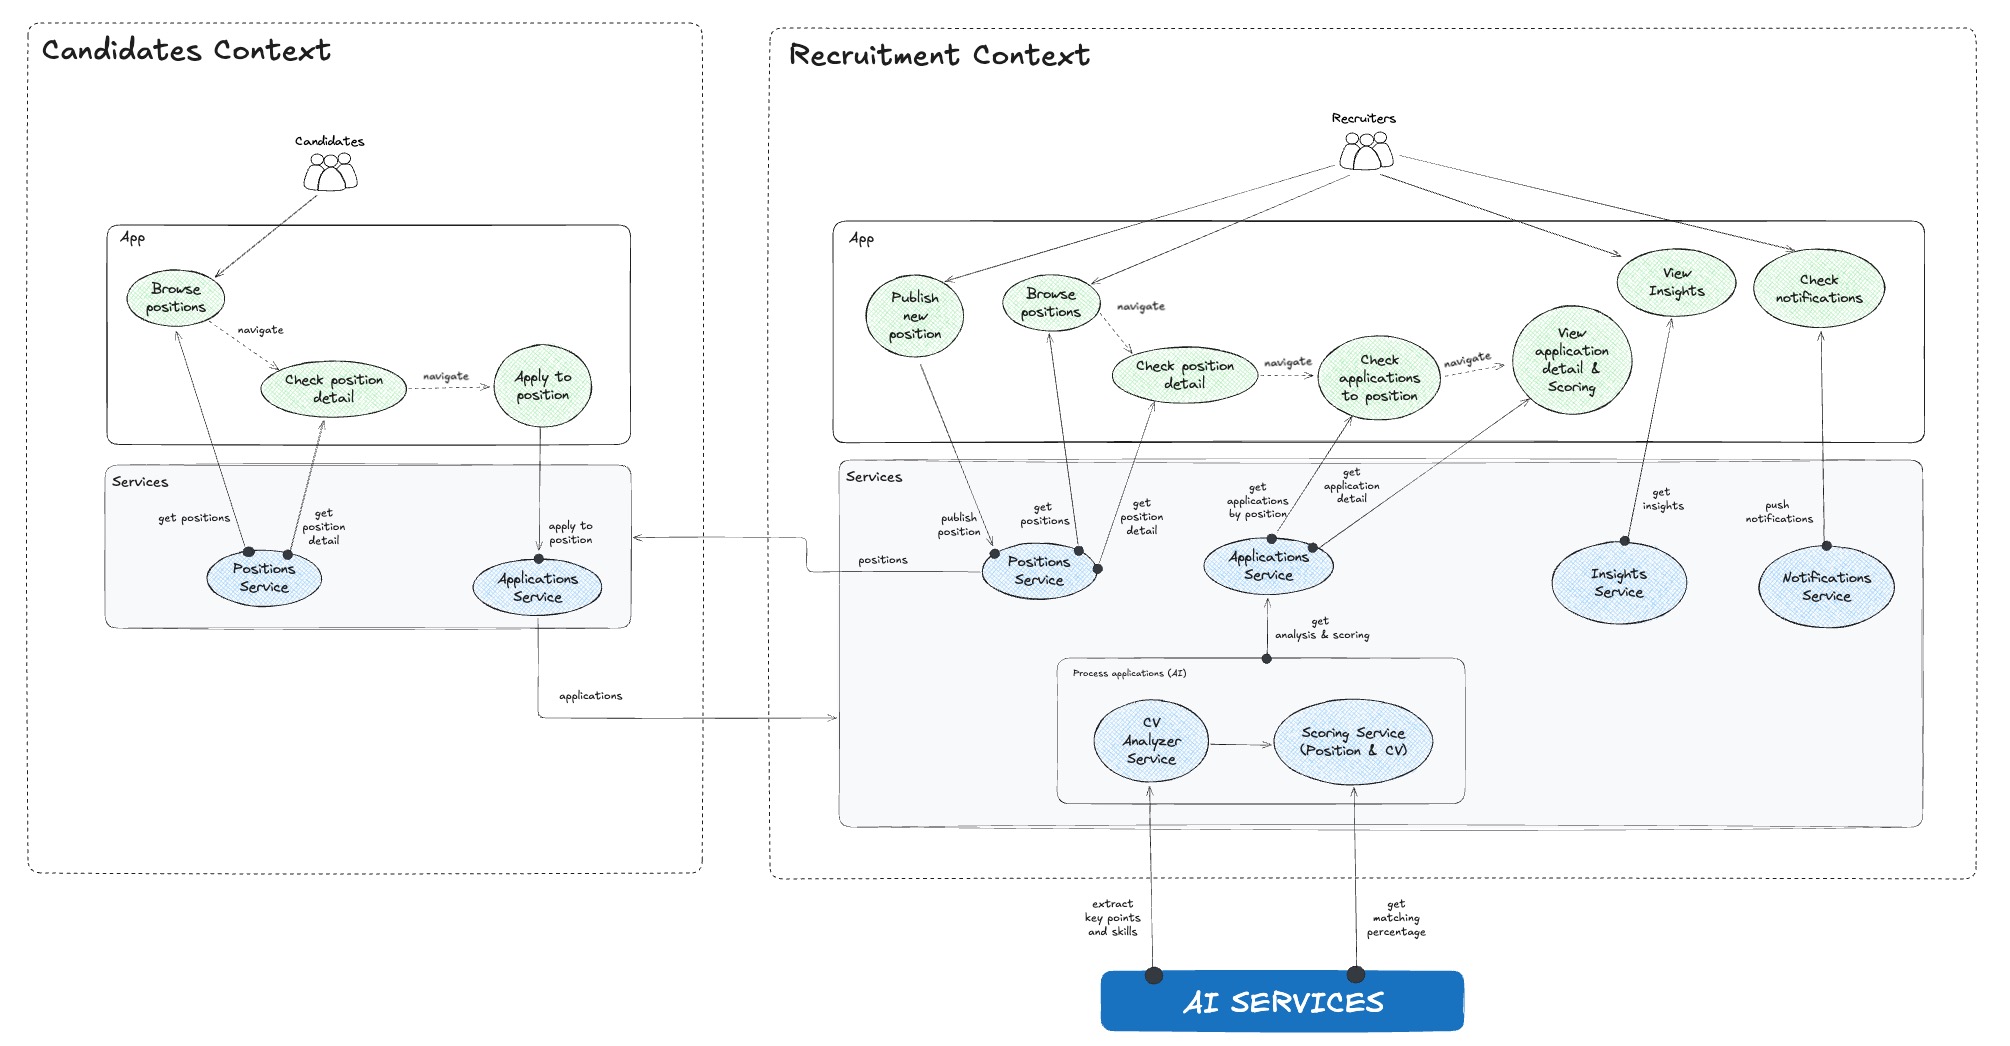 Candidates Context
Candidates
App
Browse
positions
navigate
Check position
detail
navigate
Apply to
position
Services
get positions
get
position
detail
apply to
position
Positions
Service
Applications
Service
applications
positions
Recruitment Context
Recruiters
App
Publish
new
position
Browse
positions
navigate
Check position
detail
navigate
Check
applications
to position
navigate
View
application
detail &
Scoring
View
Insights
Check
notifications
Services
publish
position
get
positions
get
position
detail
get
applications
by position
get
application
detail
get
insights
push
notifications
Positions
Service
Applications
Service
Insights
Service
Notifications
Service
get
analysis & scoring
Process applications (AI)
CV
Analyzer
Service
Scoring Service
(Position & CV)
extract
key points
and skills
get
matching
percentage
AI SERVICES